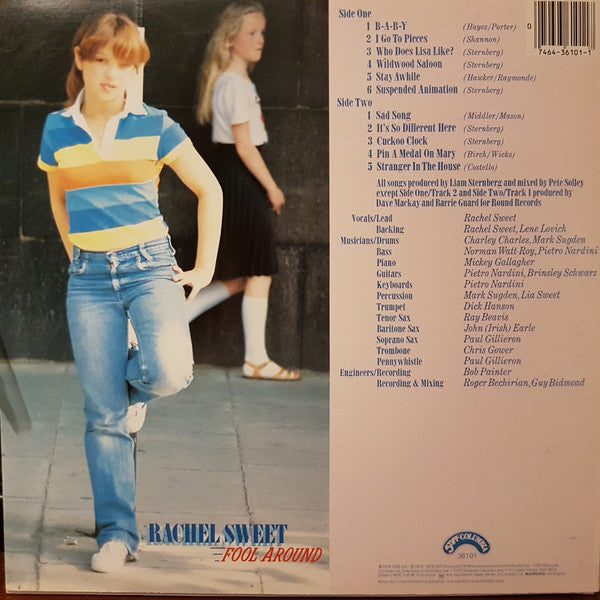 Side One
1 B-A-B-Y (Hayes/Porter)
2 I Go To Pieces (Shannon)
3 Who Does Lisa Like? (Sternberg)
4 Wildwood Saloon (Sternberg)
5 Stay Awhile (Hawker/Raymonde)
6 Suspended Animation (Sternberg)
Side Two
1 Sad Song (Middler/Mason)
2 It's So Different Here (Sternberg)
3 Cuckoo Clock (Sternberg)
4 Pin A Medal On Mary (Birch/Wicks)
5 Stranger In The House (Costello)
All songs produced by Liam Sternberg and mixed by Pete Solley
except Side One/Track 2 and Side Two/Track 1 produced by
Dave Mackay and Barrie Guard for Round Records
Vocals/Lead Rachel Sweet
Backing Rachel Sweet, Lene Lovich
Musicians/Drums Charley Charles, Mark Sugden
Bass Norman Watt-Roy, Pietro Nardini
Piano Mickey Gallagher
Guitars Pietro Nardini, Brinsley Schwarz
Keyboards Pietro Nardini
Percussion Mark Sugden, Lia Sweet
Trumpet Dick Hanson
Tenor Sax Ray Beavis
Baritone Sax John (Irish) Earle
Soprano Sax Paul Gillieron
Trombone Chris Gower
Pennywhistle Paul Gillieron
Engineers/Recording Bob Painter
Recording & Mixing Roger Bechirian, Guy Bidmead
0
7464-36101-1
RACHEL SWEET
FOOL AROUND
Stiff-Columbia
36101